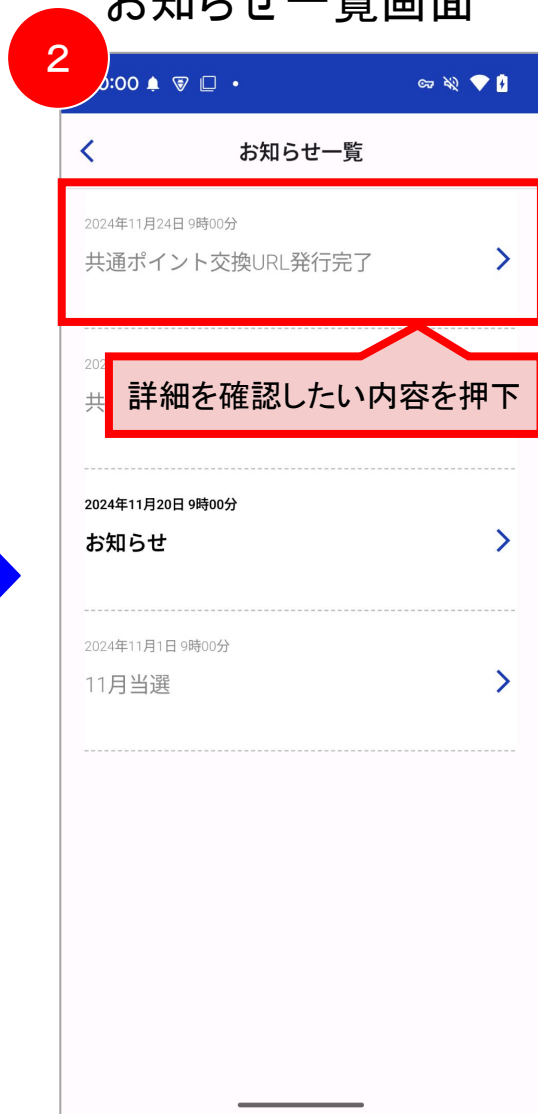 お知らせ一覧画面
2
0:00
お知らせ一覧
2024年11月24日 9時00分
共通ポイント交換URL発行完了
202
共
詳細を確認したい内容を押下
2024年11月20日 9時00分
お知らせ
2024年11月1日 9時00分
11月当選